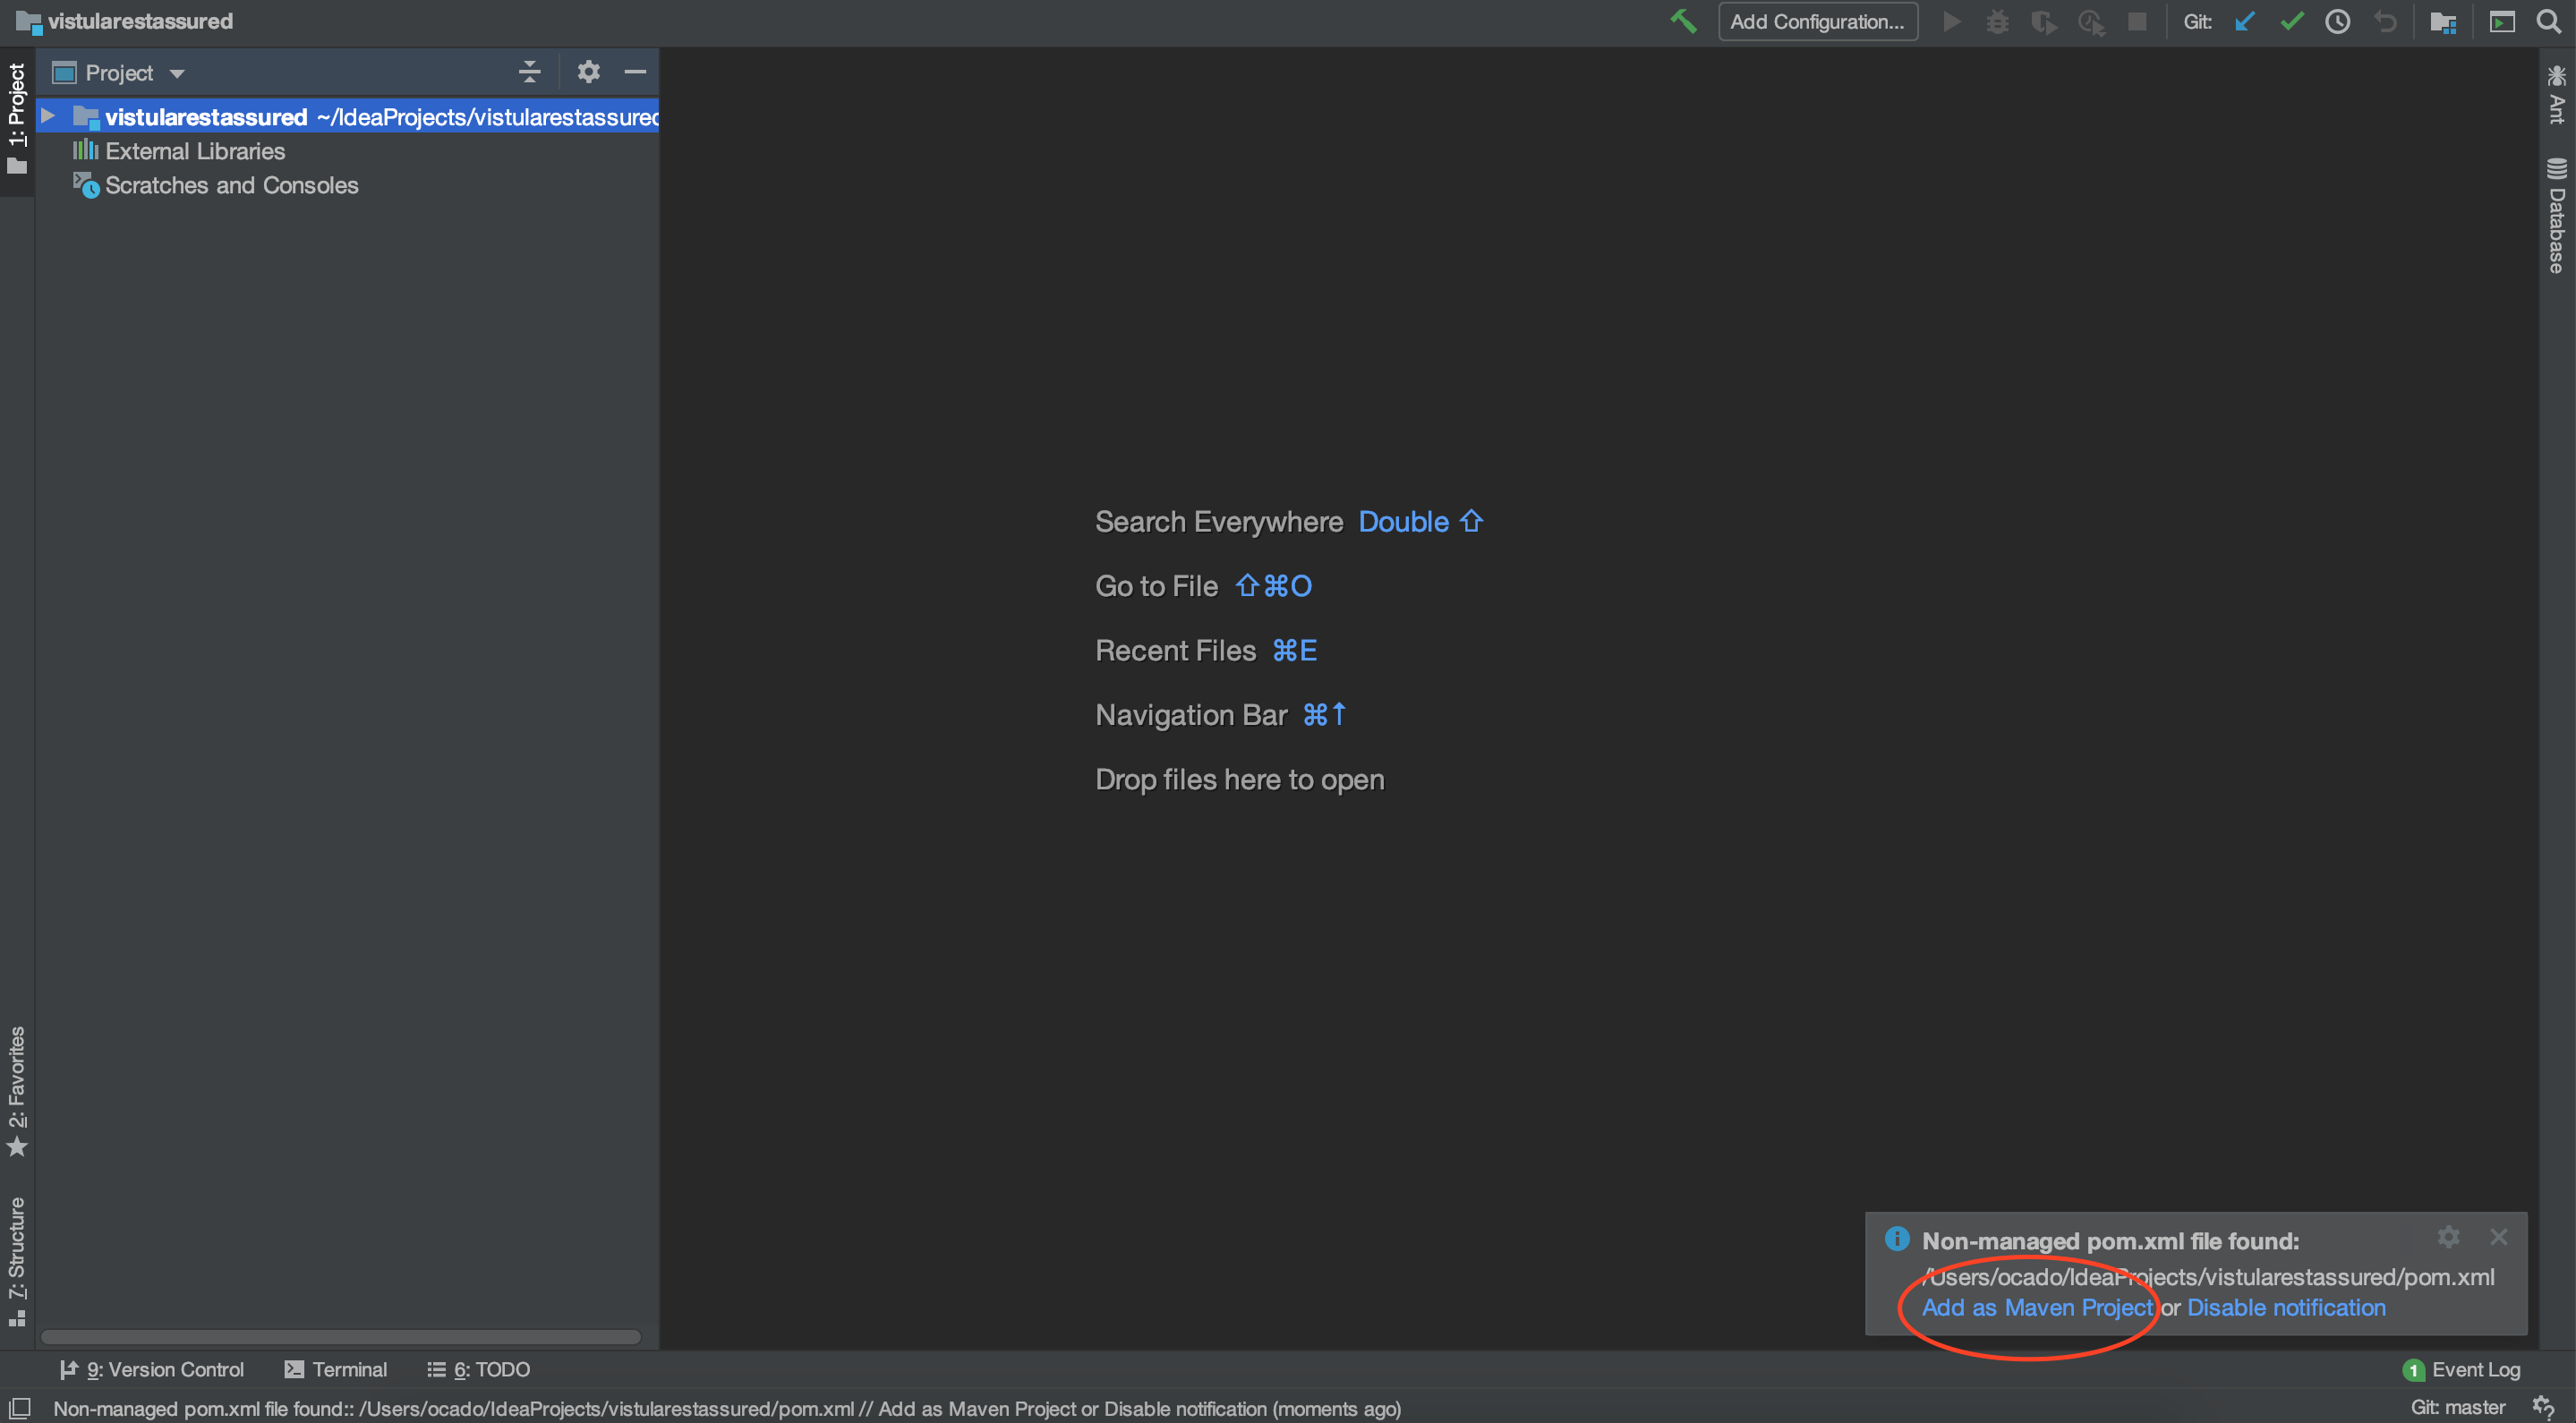 vistularestassured
Add Configuration...
Git:
1: Project
Project
vistularestassured ~/IdeaProjects/vistularestassured
External Libraries
Scratches and Consoles
Ant
Database
Search Everywhere Double ⇧
Go to File ⇧⌘O
Recent Files ⌘E
Navigation Bar ⌘↑
Drop files here to open
2: Favorites
7: Structure
Non-managed pom.xml file found:
/Users/ocado/IdeaProjects/vistularestassured/pom.xml
Add as Maven Project or Disable notification
9: Version Control
Terminal
6: TODO
1 Event Log
Non-managed pom.xml file found:: /Users/ocado/IdeaProjects/vistularestassured/pom.xml // Add as Maven Project or Disable notification (moments ago)
Git: master